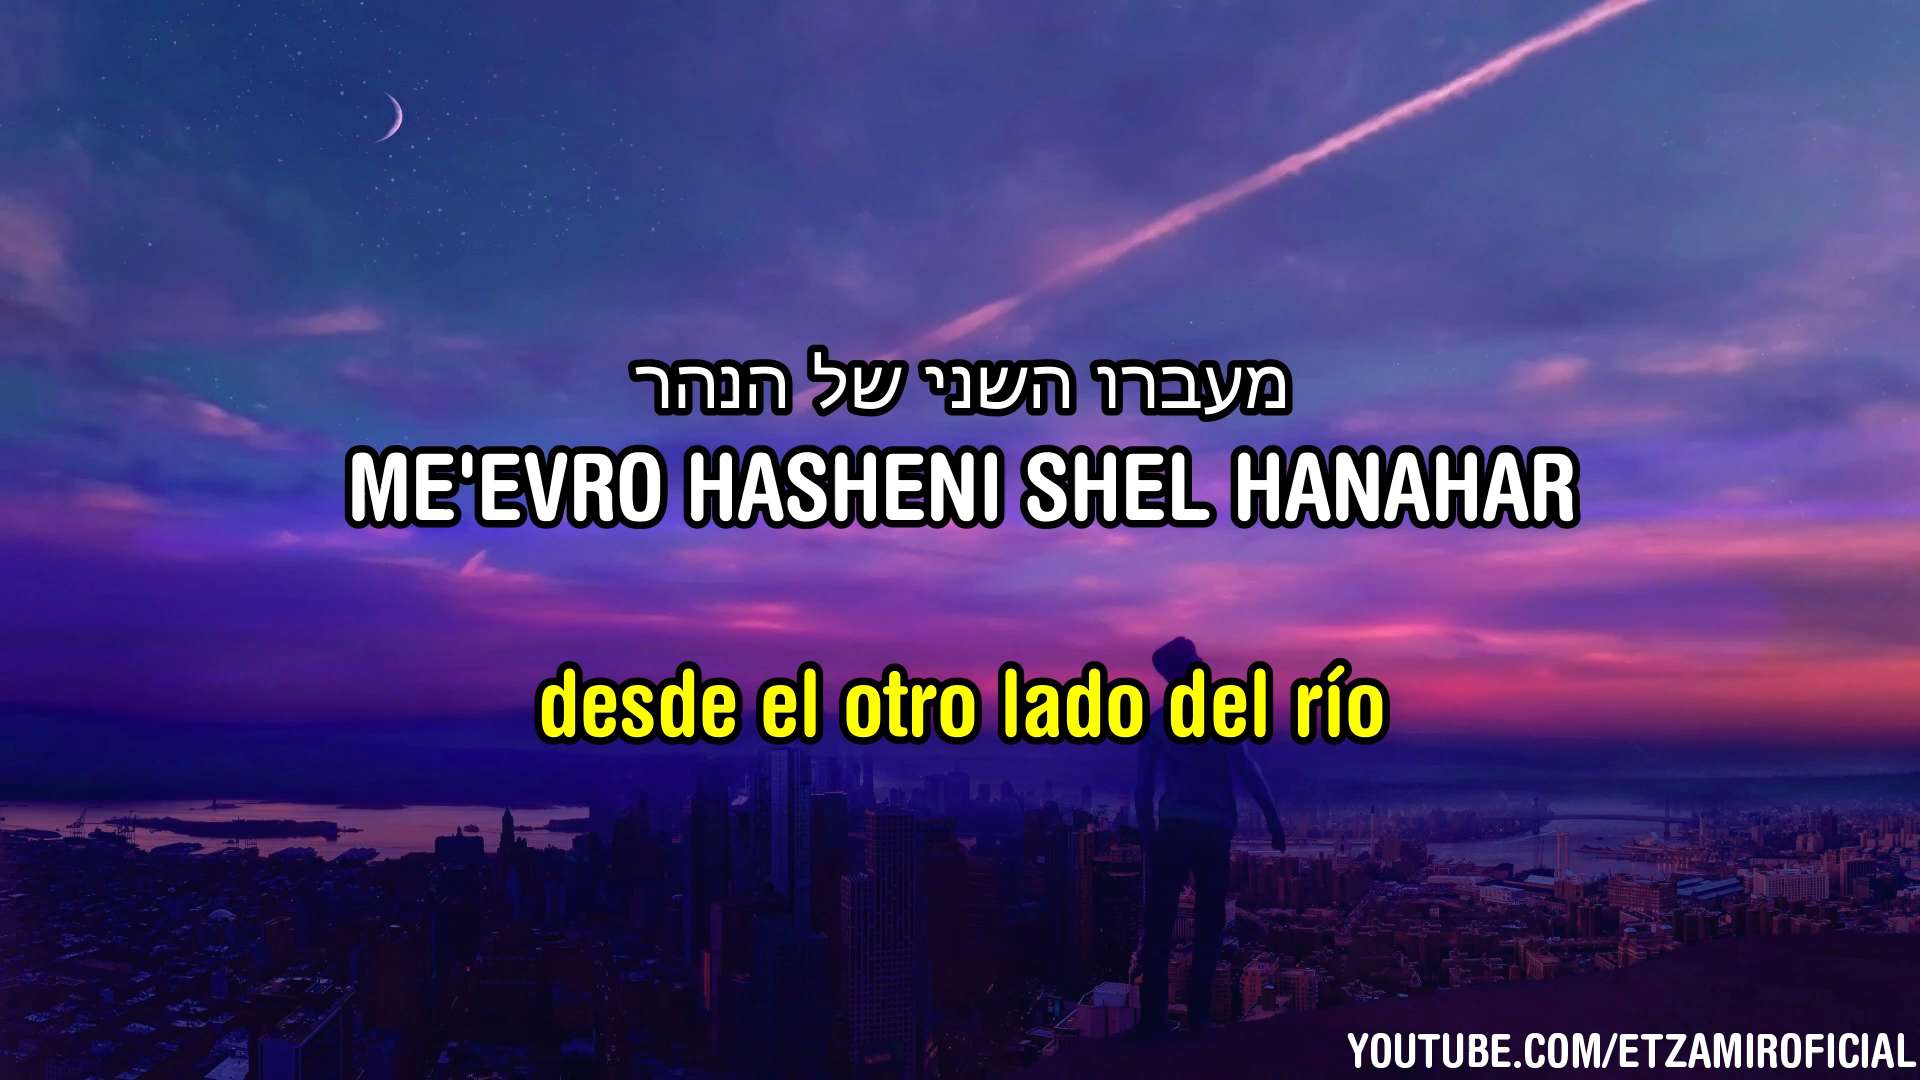 מעברו השני של הנהר
ME'EVRO HASHENI SHEL HANAHAR
desde el otro lado del río
YOUTUBE.COM/ETZAMIROFICIAL